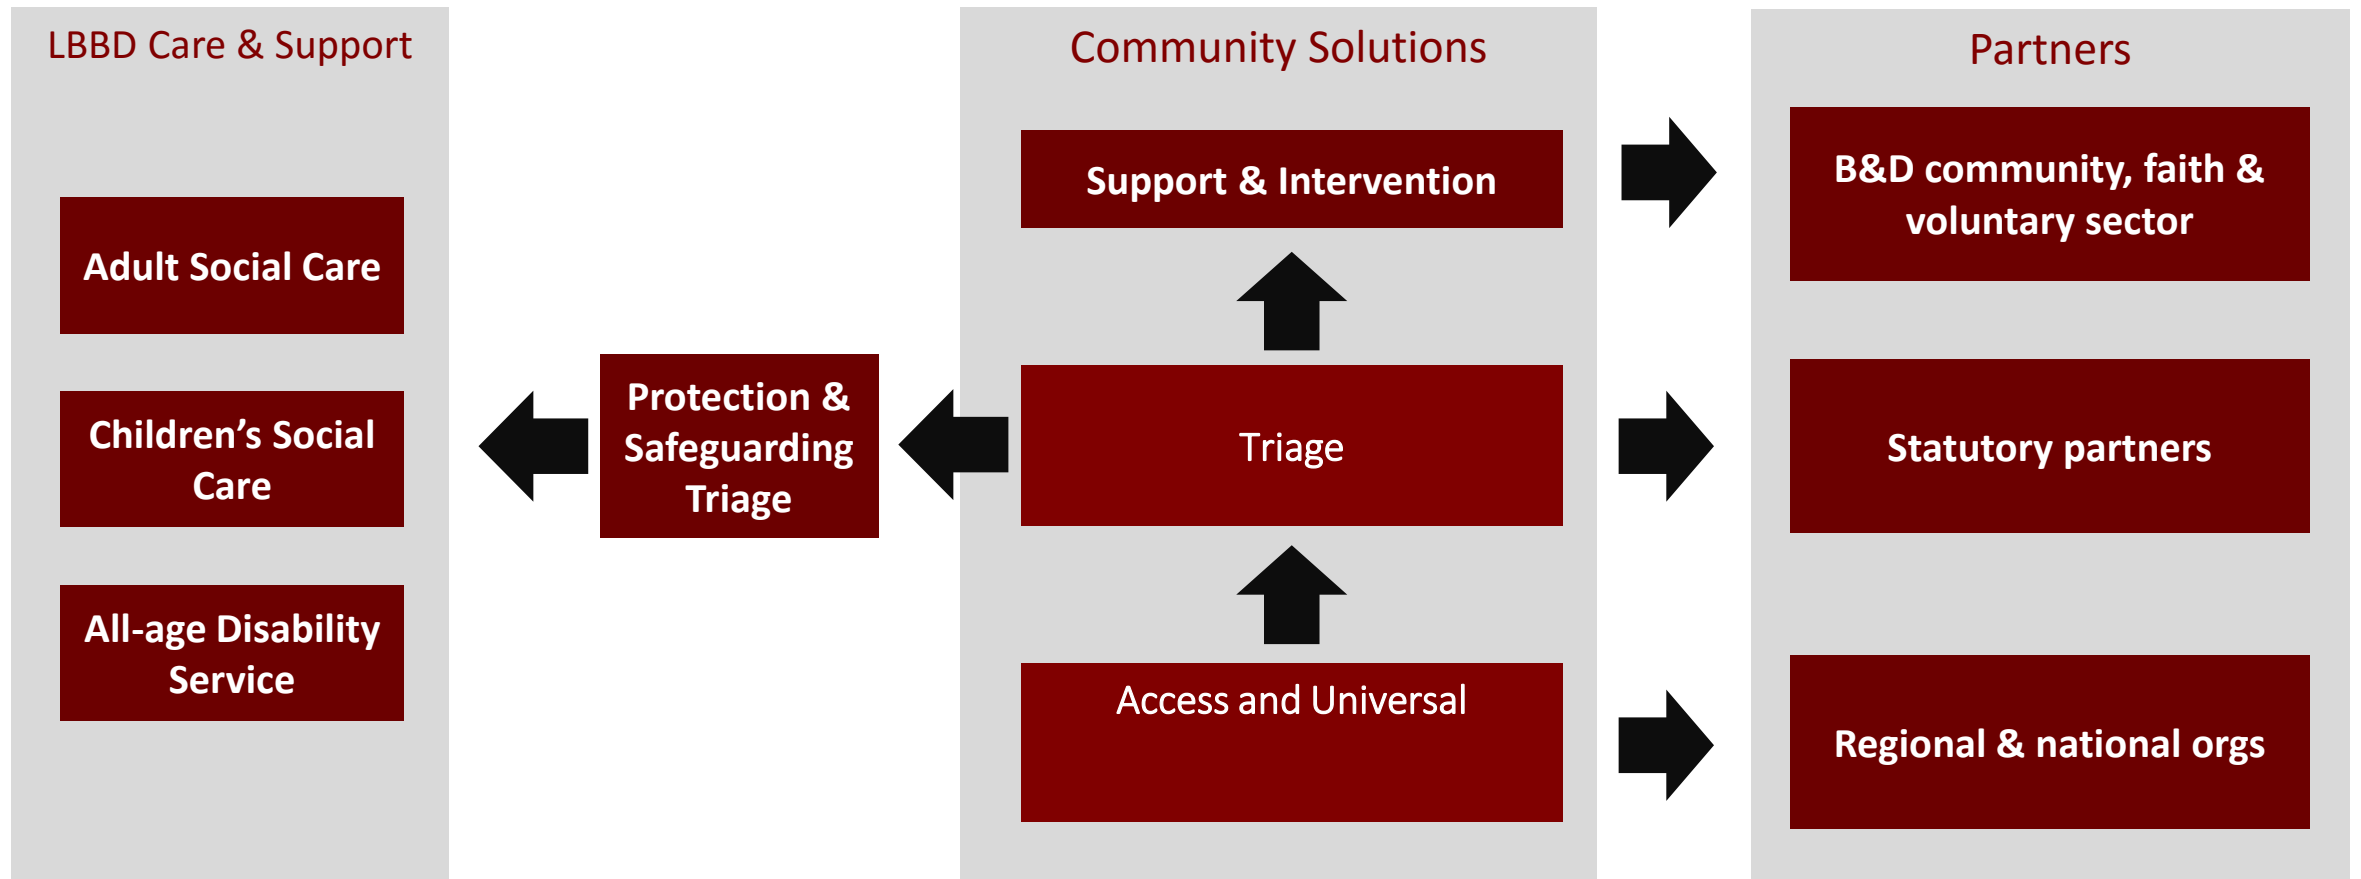 LBBD Care & Support
Adult Social Care
Children’s Social
Care
All-age Disability
Service
Protection &
Safeguarding
Triage
Community Solutions
Support & Intervention
Triage
Access and Universal
Partners
B&D community, faith &
voluntary sector
Statutory partners
Regional & national orgs